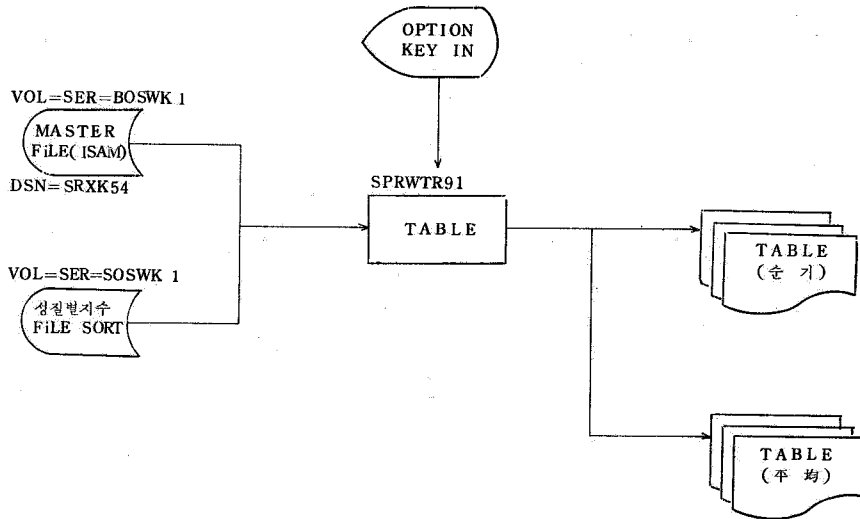 OPTION
KEY IN
VOL=SER=BOSWK 1
MASTER
FiLE(ISAM)
DSN=SRXK54
SPRWTR91
TABLE
TABLE
(순 기)
VOL=SER=SOSWK 1
성질별지수
FiLE SORT
TABLE
(平 均)